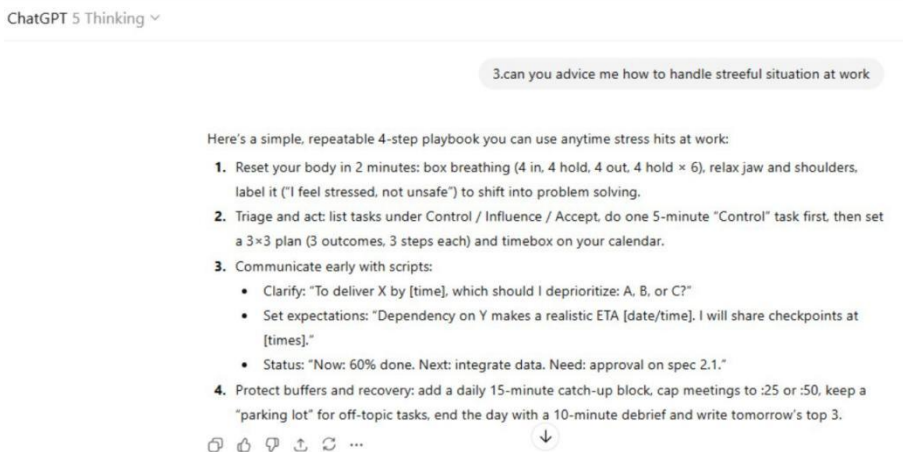 ChatGPT 5 Thinking
3.can you advice me how to handle streeful situation at work
Here's a simple, repeatable 4-step playbook you can use anytime stress hits at work:
1. Reset your body in 2 minutes: box breathing (4 in, 4 hold, 4 out, 4 hold × 6), relax jaw and shoulders,
label it ("I feel stressed, not unsafe") to shift into problem solving.
2. Triage and act: list tasks under Control / Influence / Accept, do one 5-minute "Control" task first, then set
a 3×3 plan (3 outcomes, 3 steps each) and timebox on your calendar.
3. Communicate early with scripts:
• Clarify: "To deliver X by [time], which should I deprioritize: A, B, or C?"
• Set expectations: "Dependency on Y makes a realistic ETA [date/time]. I will share checkpoints at
[times]."
• Status: "Now: 60% done. Next: integrate data. Need: approval on spec 2.1."
4. Protect buffers and recovery: add a daily 15-minute catch-up block, cap meetings to :25 or :50, keep a
"parking lot" for off-topic tasks, end the day with a 10-minute debrief and write tomorrow's top 3.